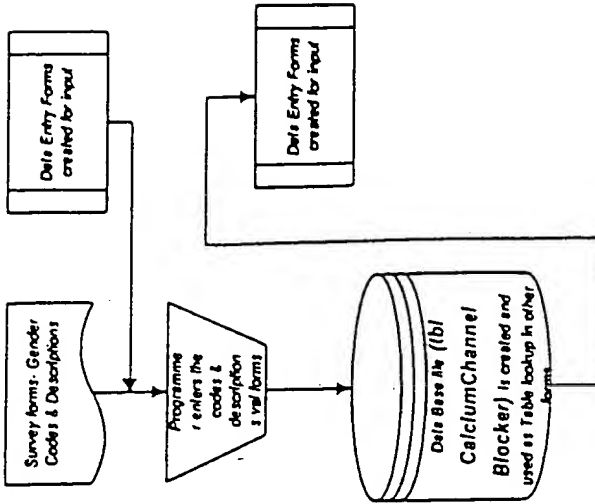 Survey forms- Gender
Codes & Descriptions
Data Entry Forms
created for input
Programme
r enters the
codes &
description
s val forms
Data Entry Forms
created for input
Data Base file (tbl
CalciumChannel
Blocker) is created and
used as Table lookup in other
forms